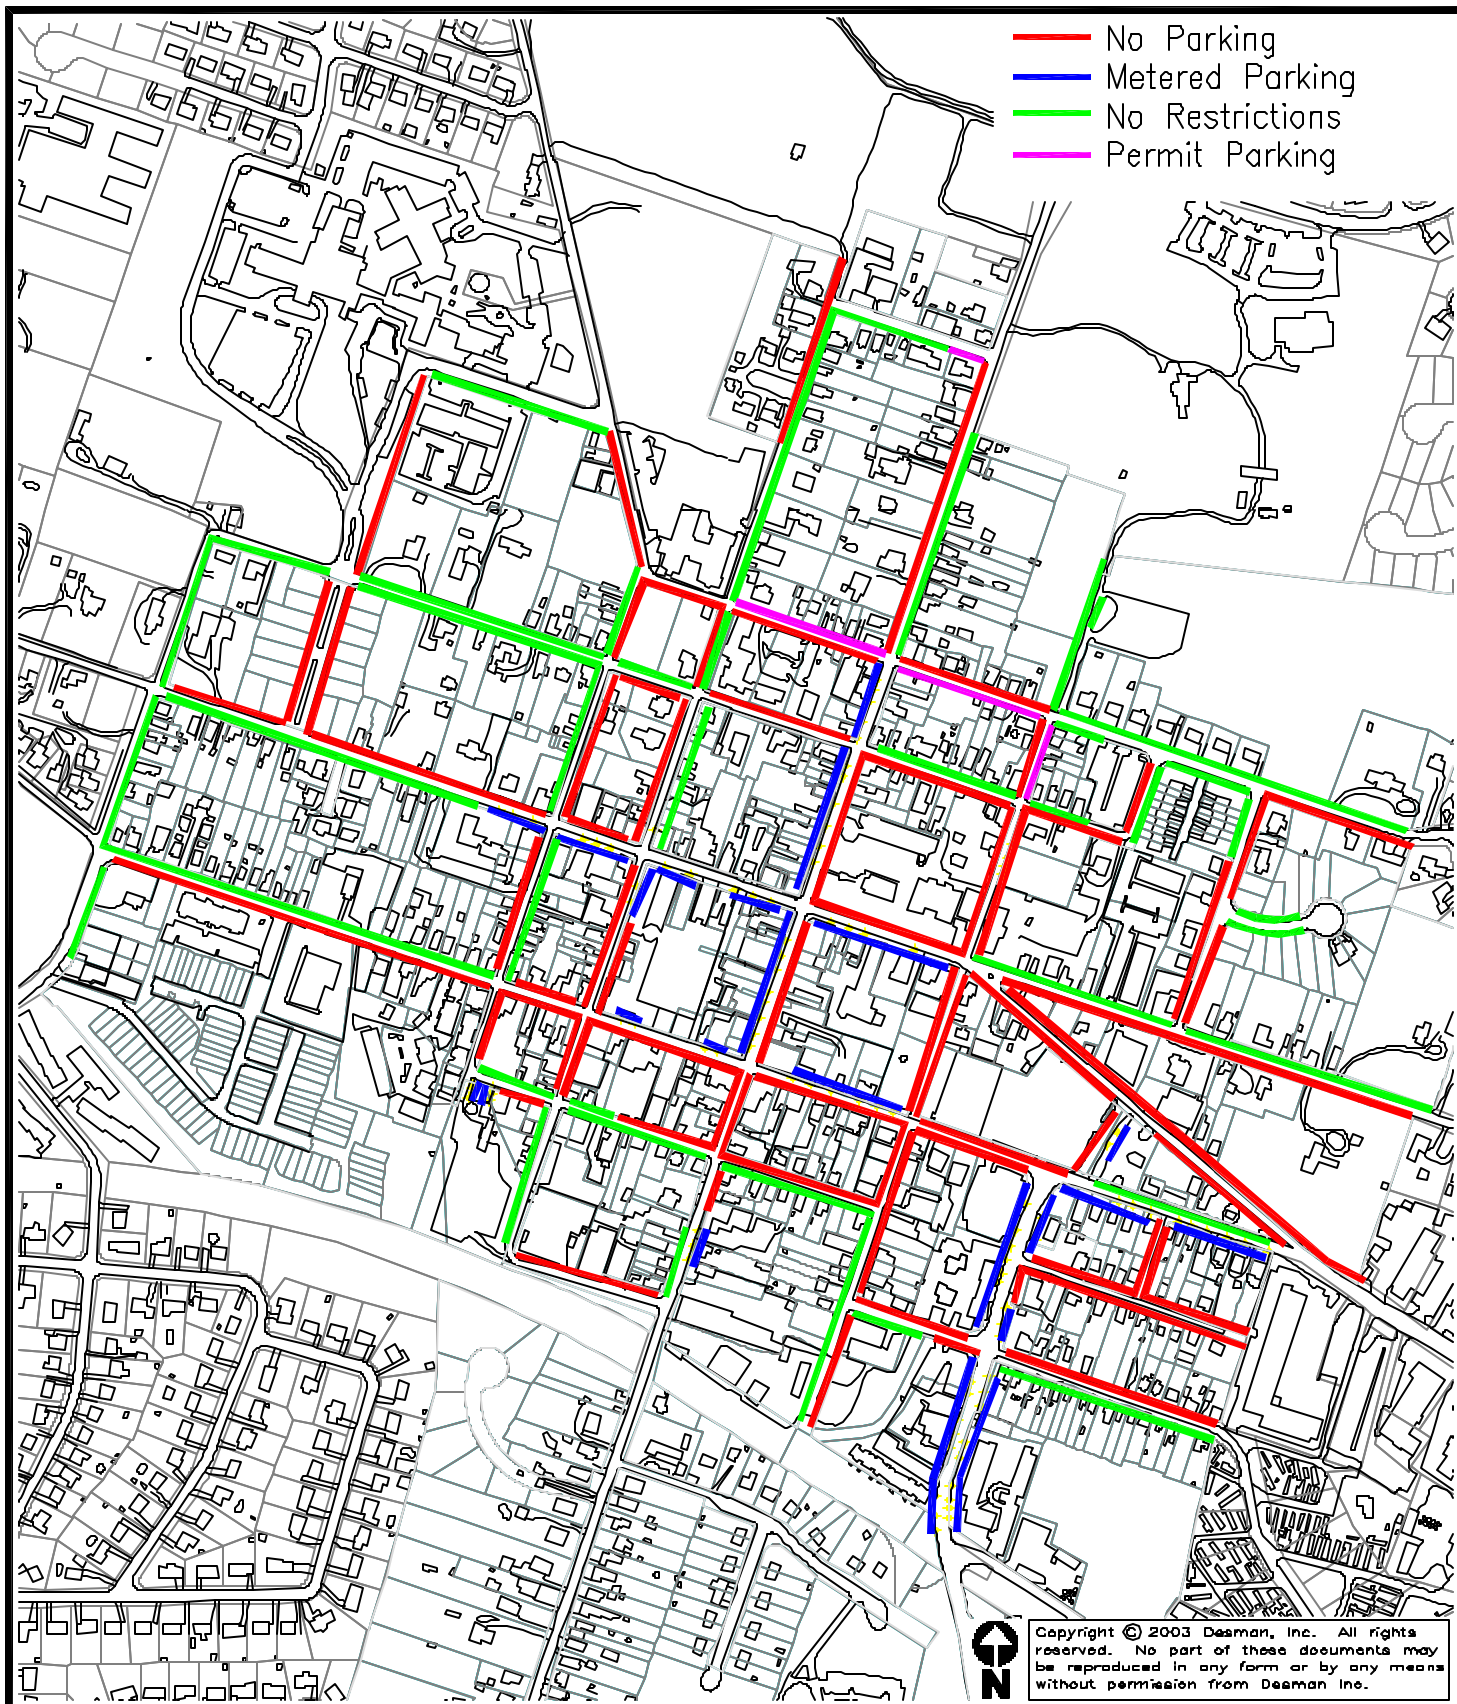 No Parking
Metered Parking
No Restrictions
Permit Parking
N
Copyright © 2003 Desman, Inc. All rights
reserved. No part of these documents may
be reproduced in any form or by any means
without permission from Desman Inc.